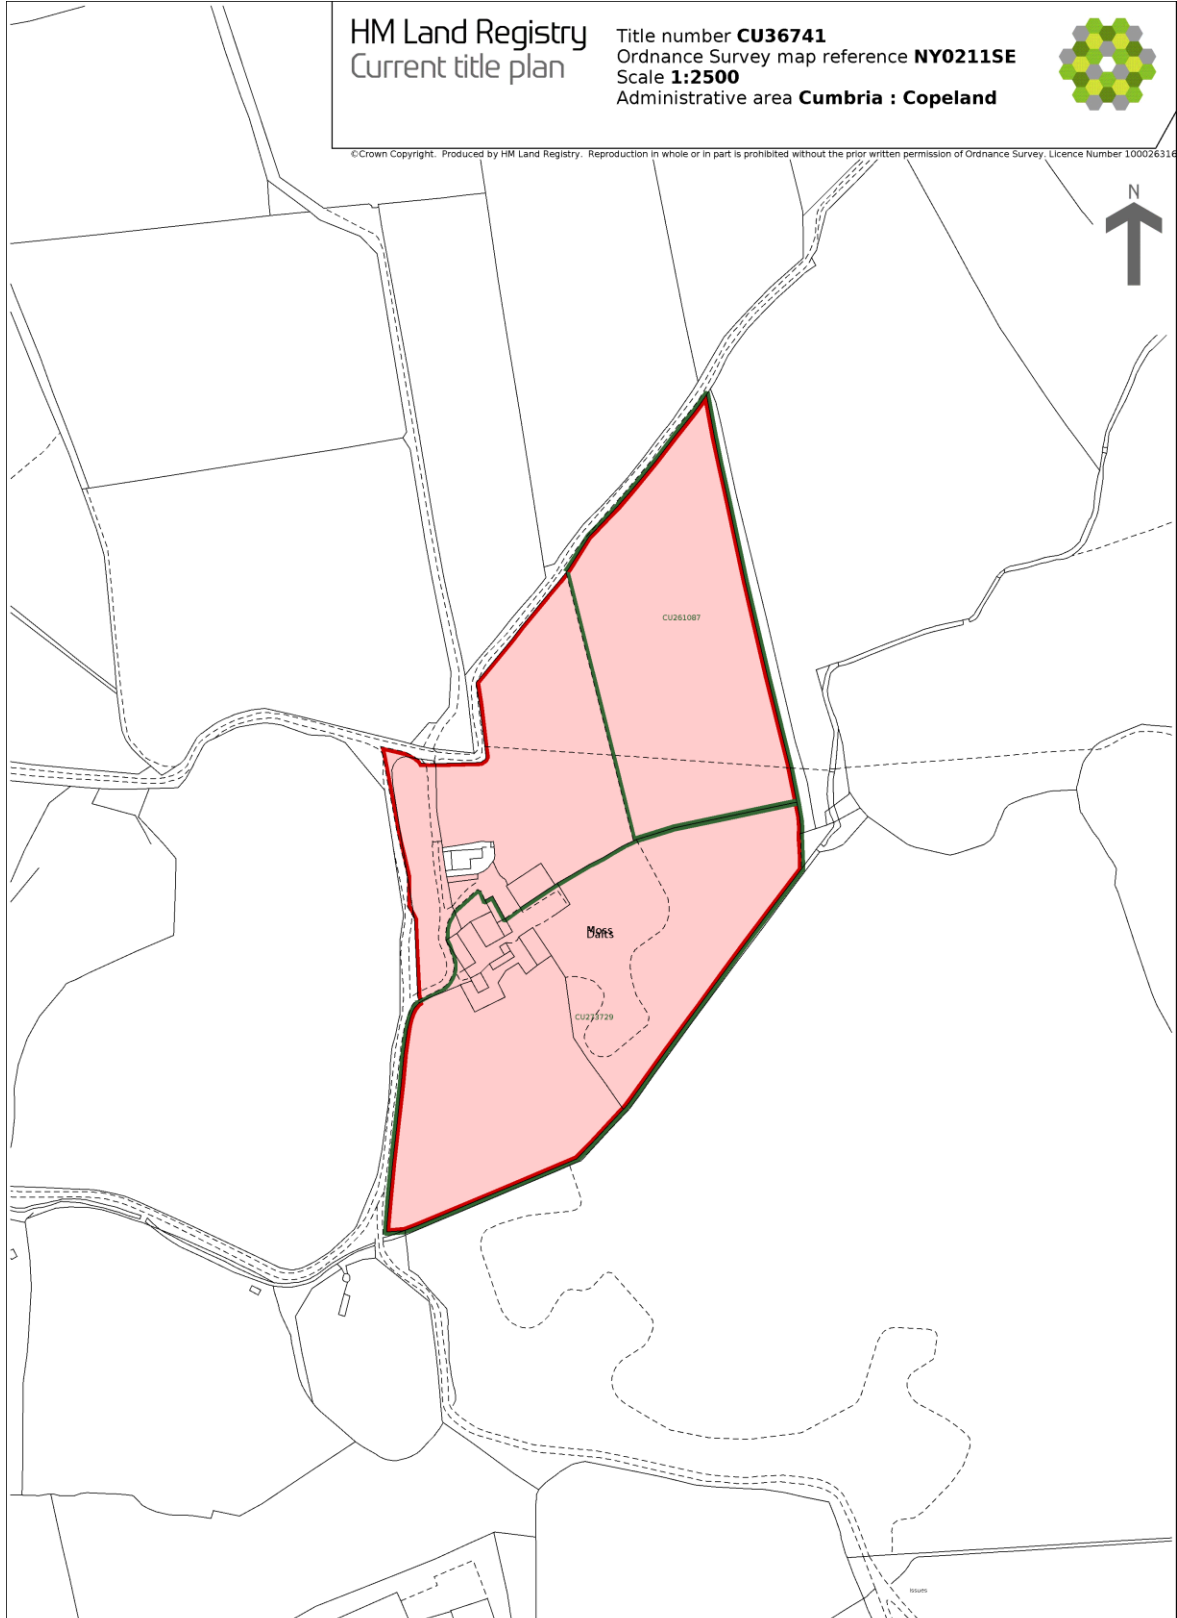 HM Land Registry
Current title plan
Title number CU36741
Ordnance Survey map reference NY0211SE
Scale 1:2500
Administrative area Cumbria : Copeland
©Crown Copyright. Produced by HM Land Registry. Reproduction in whole or in part is prohibited without the prior written permission of Ordnance Survey. Licence Number 100026316
N
CU261087
Moss
Dalts
CU273729
Issues